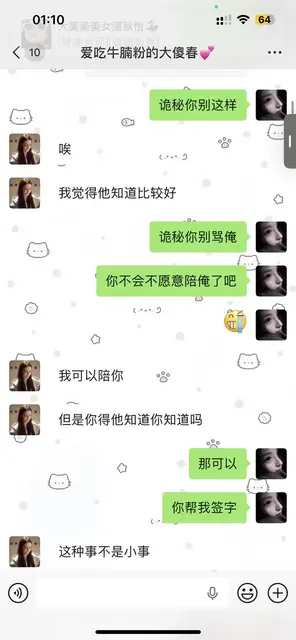 01:10
64
10
爱吃牛腩粉的大傻春💕
诡秘你别这样
唉
我觉得他知道比较好
诡秘你别骂俺
你不会不愿意陪俺了吧
我可以陪你
但是你得他知道你知道吗
那可以
你帮我签字
这种事不是小事